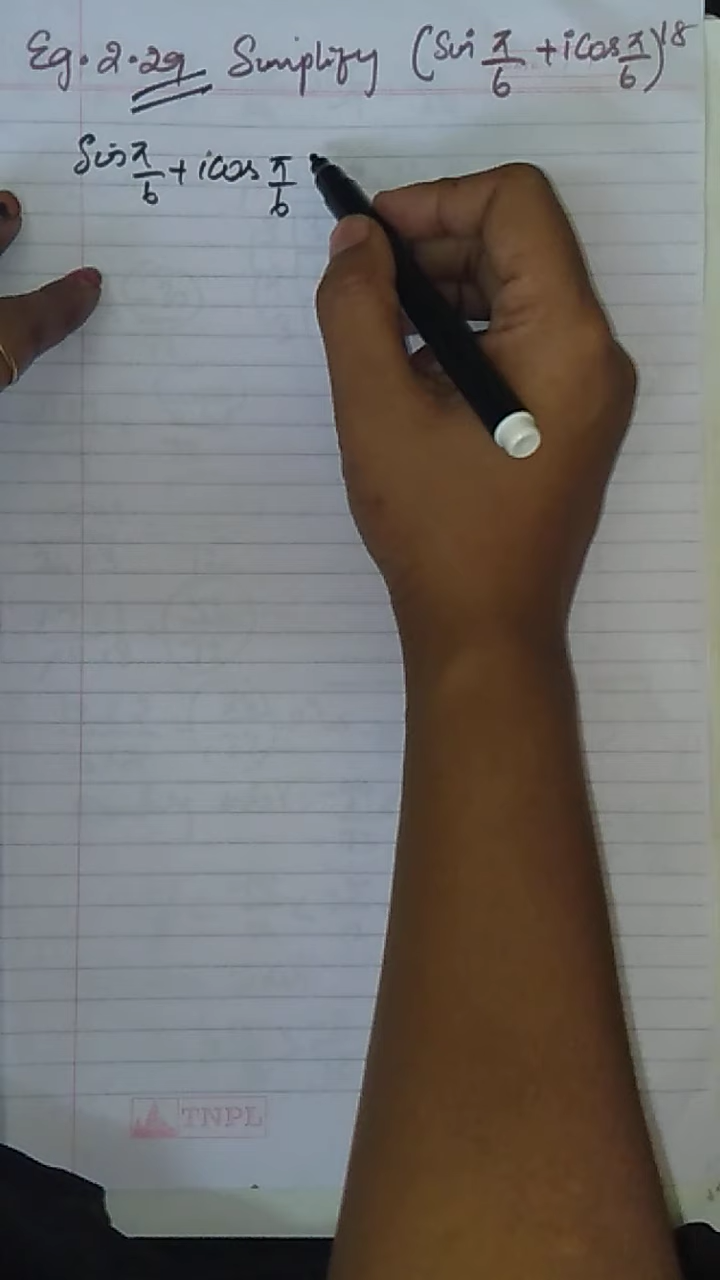 Eg. 2.29 Simplify (Sin π/6 + i Cos π/6)^18
Sin π/6 + i Cos π/6
TNPL